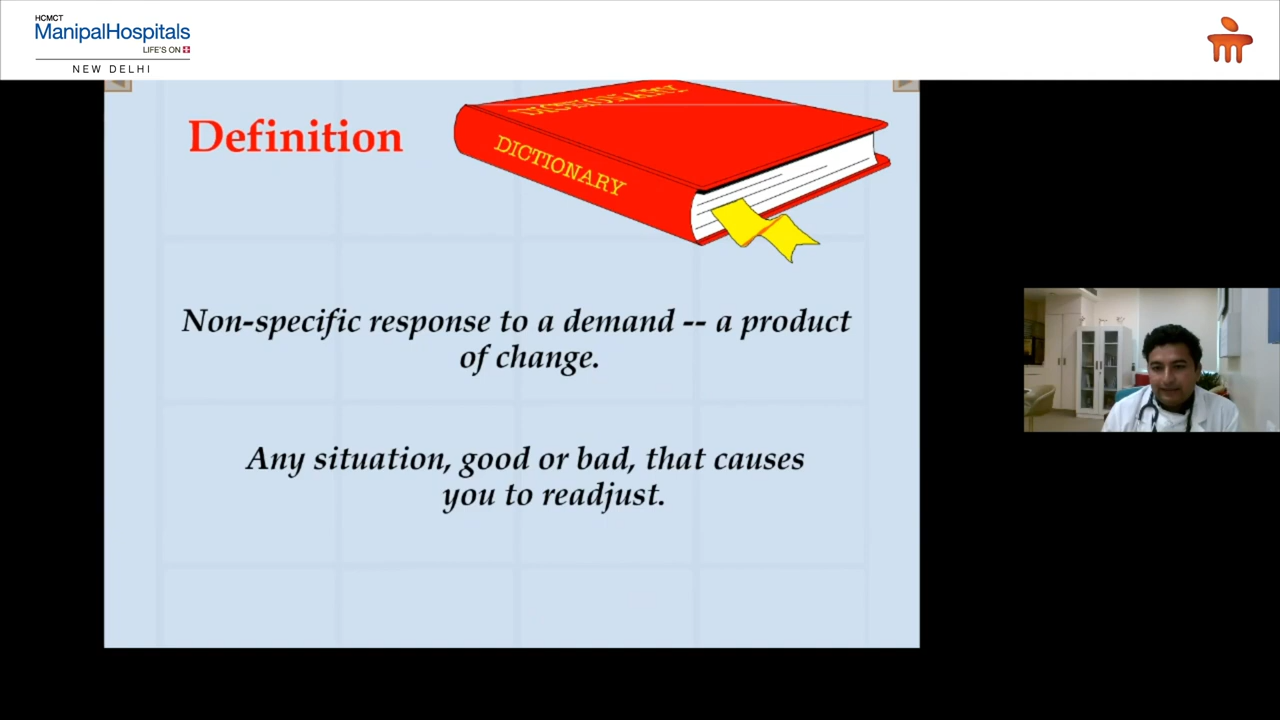 HCMCT
ManipalHospitals
LIFE'S ON
NEW DELHI
DICTIONARY
Definition
DICTIONARY
Non-specific response to a demand -- a product
of change.
Any situation, good or bad, that causes
you to readjust.